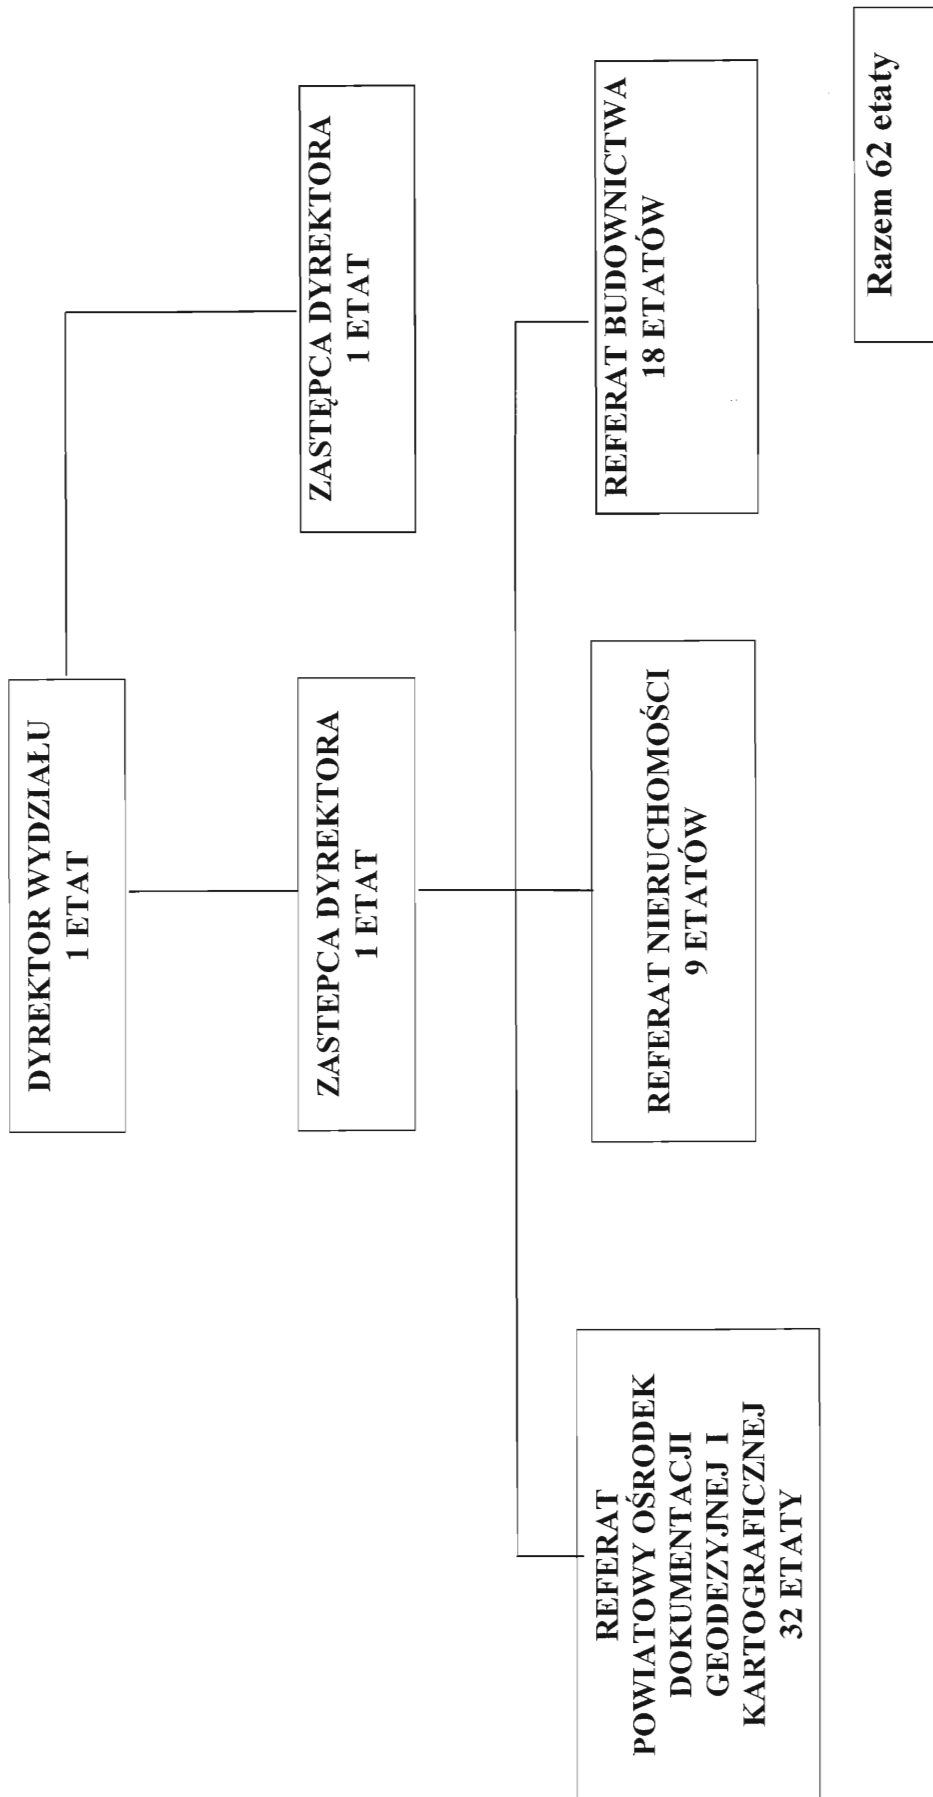 DYREKTOR WYDZIAŁU
1 ETAT
ZASTEPCA DYREKTORA
1 ETAT
ZASTĘPCA DYREKTORA
1 ETAT
REFERAT
POWIATOWY OŚRODEK
DOKUMENTACJI
GEODEZYJNEJ I
KARTOGRAFICZNEJ
32 ETATY
REFERAT NIERUCHOMOŚCI
9 ETATÓW
REFERAT BUDOWNICTWA
18 ETATÓW
Razem 62 etaty